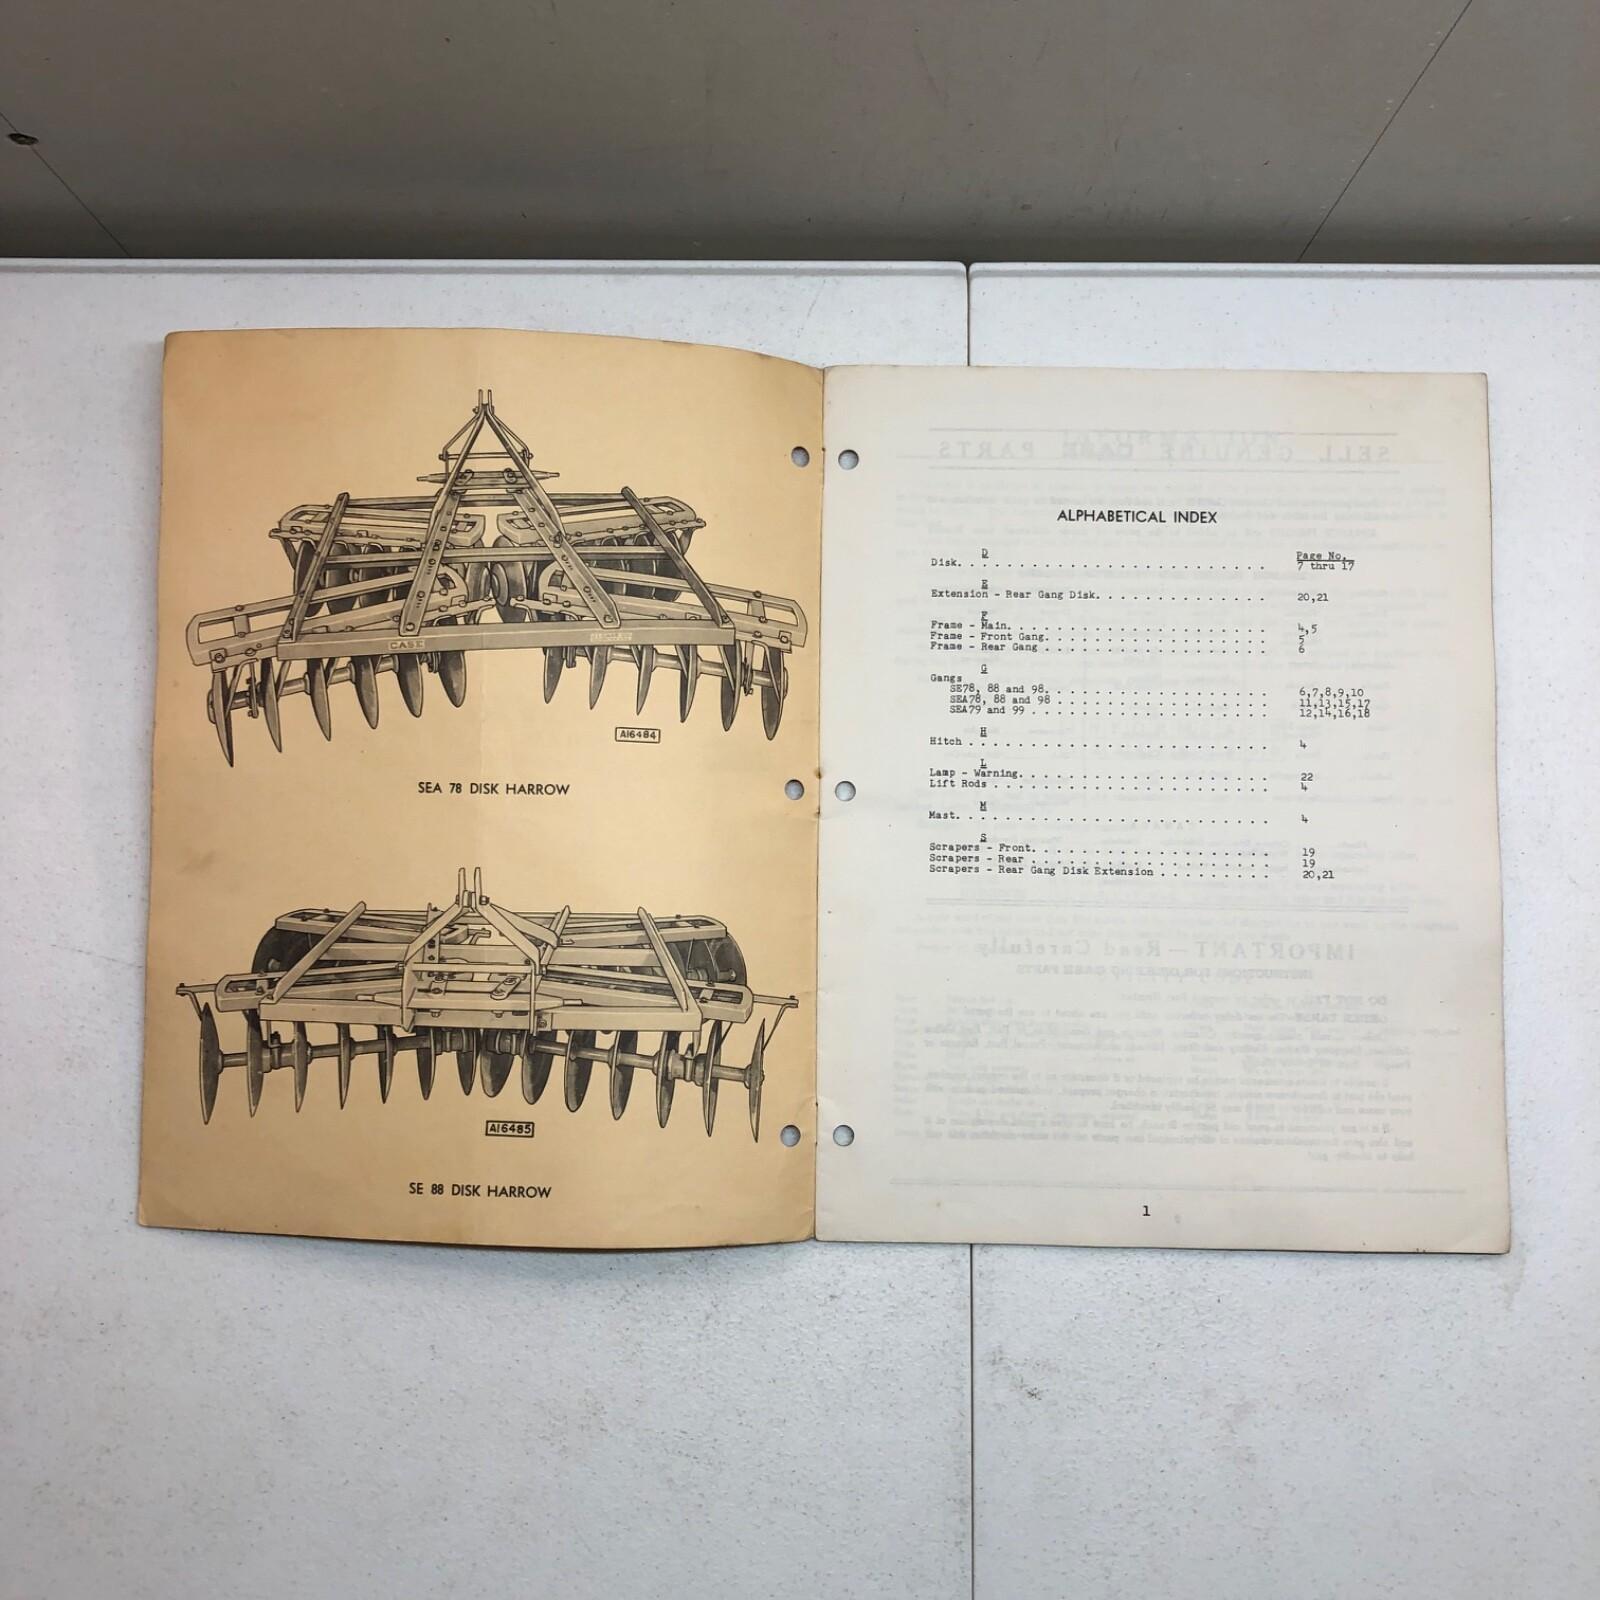 CASE
A16484
SEA 78 DISK HARROW
A16485
SE 88 DISK HARROW
ALPHABETICAL INDEX
D Page No.
Disk. . . . . . . . . . . . . . . . . . . . . . . . . . 7 thru 17
E
Extension - Rear Gang Disk. . . . . . . . . . . . . . . 20,21
F
Frame - Main. . . . . . . . . . . . . . . . . . . . . . 4,5
Frame - Front Gang. . . . . . . . . . . . . . . . . . . 5
Frame - Rear Gang . . . . . . . . . . . . . . . . . . . 6
G
Gangs
SE78, 88 and 98. . . . . . . . . . . . . . . . . . . 6,7,8,9,10
SEA78, 88 and 98 . . . . . . . . . . . . . . . . . . 11,13,15,17
SEA79 and 99 . . . . . . . . . . . . . . . . . . . . 12,14,16,18
H
Hitch . . . . . . . . . . . . . . . . . . . . . . . . . 4
L
Lamp - Warning. . . . . . . . . . . . . . . . . . . . . 22
Lift Rods . . . . . . . . . . . . . . . . . . . . . . . 4
M
Mast. . . . . . . . . . . . . . . . . . . . . . . . . . 4
S
Scrapers - Front. . . . . . . . . . . . . . . . . . . . 19
Scrapers - Rear . . . . . . . . . . . . . . . . . . . . 19
Scrapers - Rear Gang Disk Extension . . . . . . . . . 20,21
1